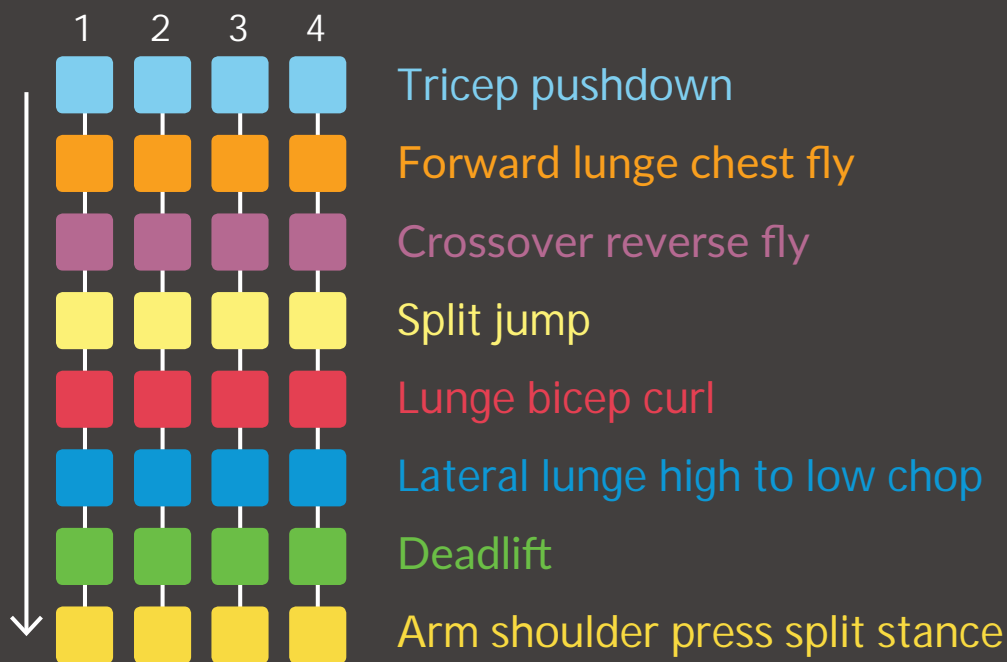 1 2 3 4
Tricep pushdown
Forward lunge chest fly
Crossover reverse fly
Split jump
Lunge bicep curl
Lateral lunge high to low chop
Deadlift
Arm shoulder press split stance